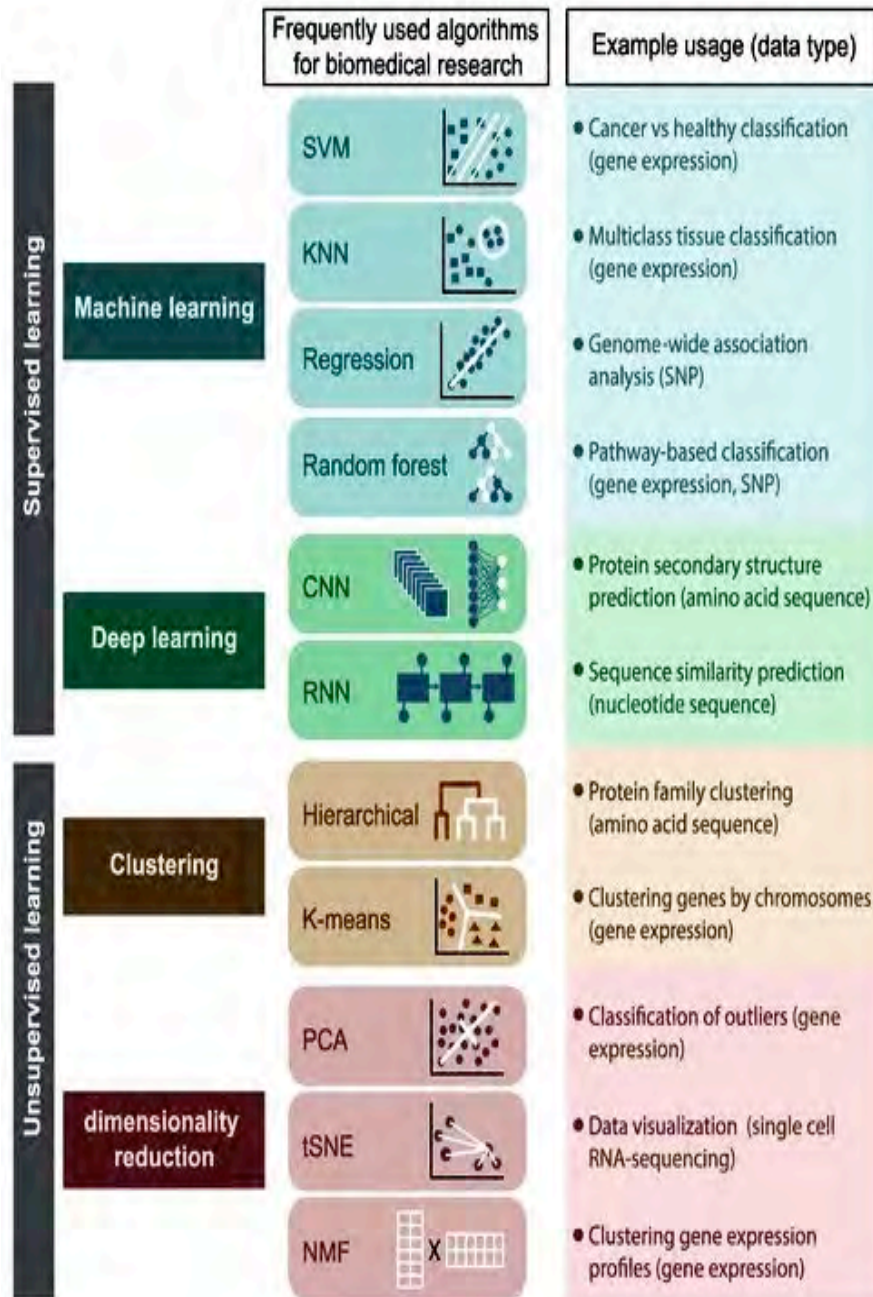 Frequently used algorithms
for biomedical research
Example usage (data type)
Supervised learning
Machine learning
SVM
• Cancer vs healthy classification
(gene expression)
KNN
• Multiclass tissue classification
(gene expression)
Regression
• Genome-wide association
analysis (SNP)
Random forest
• Pathway-based classification
(gene expression, SNP)
Deep learning
CNN
• Protein secondary structure
prediction (amino acid sequence)
RNN
• Sequence similarity prediction
(nucleotide sequence)
Unsupervised learning
Clustering
Hierarchical
• Protein family clustering
(amino acid sequence)
K-means
• Clustering genes by chromosomes
(gene expression)
dimensionality
reduction
PCA
• Classification of outliers (gene
expression)
tSNE
• Data visualization (single cell
RNA-sequencing)
NMF
X
• Clustering gene expression
profiles (gene expression)